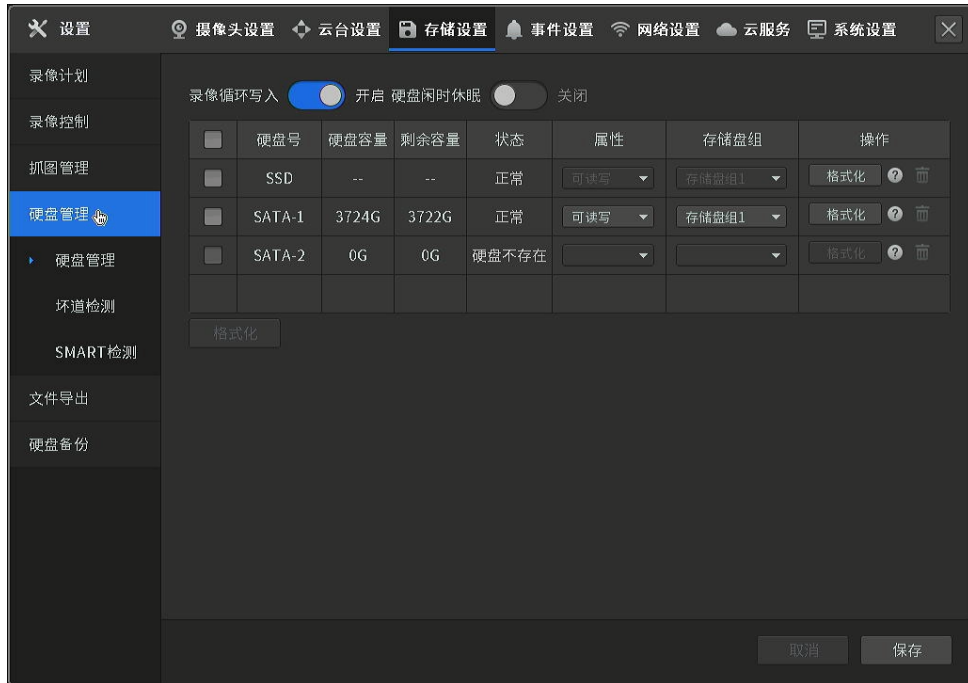 设置 摄像头设置 云台设置 存储设置 事件设置 网络设置 云服务 系统设置
录像计划
录像控制
抓图管理
硬盘管理
硬盘管理
坏道检测
SMART检测
文件导出
硬盘备份
录像循环写入 开启 硬盘闲时休眠 关闭
硬盘号 硬盘容量 剩余容量 状态 属性 存储盘组 操作
SSD -- -- 正常 可读写 存储盘组1 格式化
SATA-1 3724G 3722G 正常 可读写 存储盘组1 格式化
SATA-2 0G 0G 硬盘不存在 格式化
格式化
取消 保存